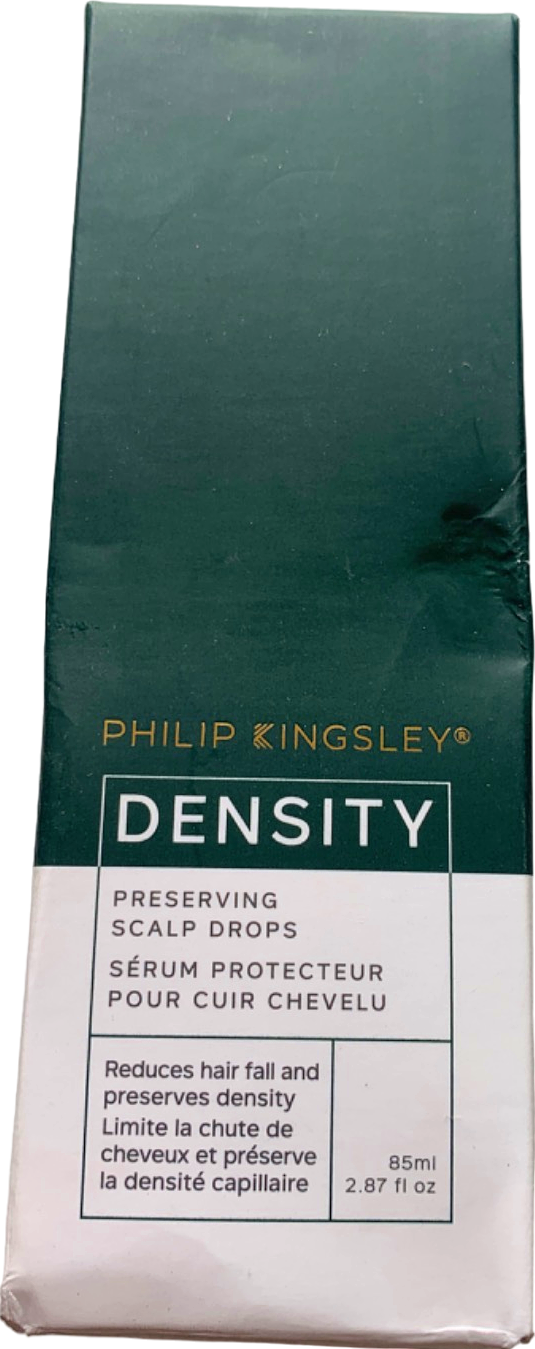 PHILIP KINGSLEY®
DENSITY
PRESERVING
SCALP DROPS
SÉRUM PROTECTEUR
POUR CUIR CHEVELU
Reduces hair fall and
preserves density
Limite la chute de
cheveux et préserve
la densité capillaire
85ml
2.87 fl oz